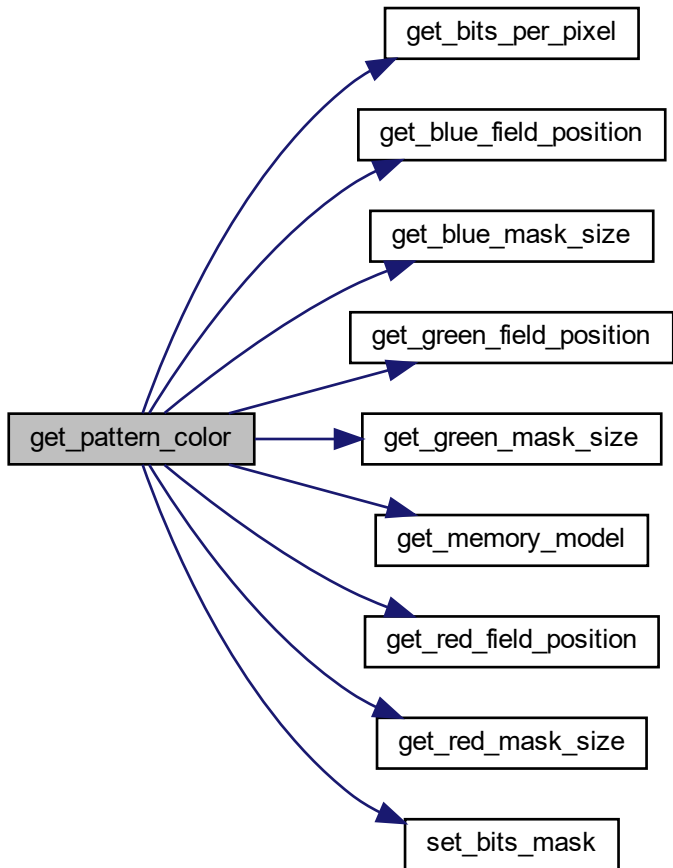 get_bits_per_pixel
get_blue_field_position
get_blue_mask_size
get_green_field_position
get_pattern_color
get_green_mask_size
get_memory_model
get_red_field_position
get_red_mask_size
set_bits_mask